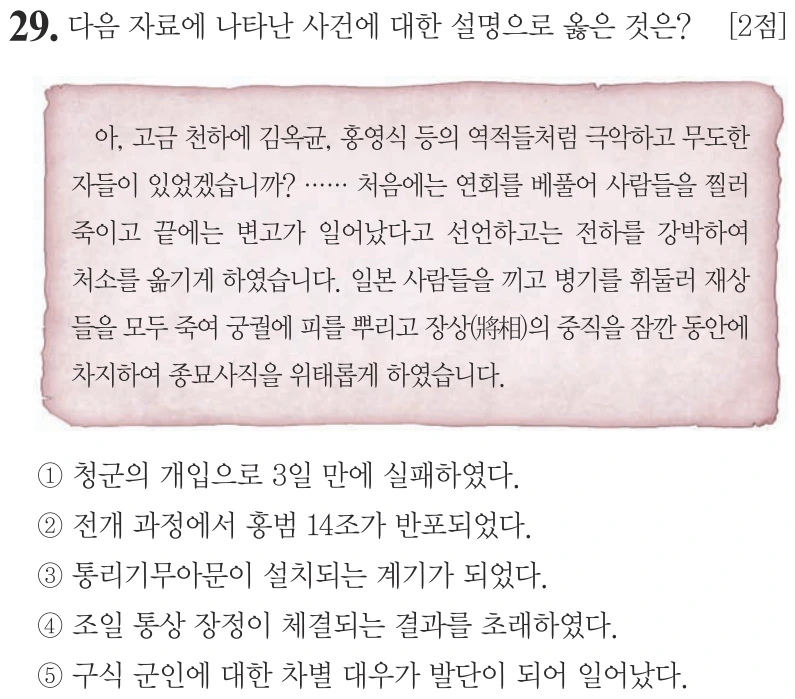 29. 다음 자료에 나타난 사건에 대한 설명으로 옳은 것은? [2점]
아, 고금 천하에 김옥균, 홍영식 등의 역적들처럼 극악하고 무도한
자들이 있었겠습니까? …… 처음에는 연회를 베풀어 사람들을 찔러
죽이고 끝에는 변고가 일어났다고 선언하고는 전하를 강박하여
처소를 옮기게 하였습니다. 일본 사람들을 끼고 병기를 휘둘러 재상
들을 모두 죽여 궁궐에 피를 뿌리고 장상(將相)의 중직을 잠깐 동안에
차지하여 종묘사직을 위태롭게 하였습니다.
① 청군의 개입으로 3일 만에 실패하였다.
② 전개 과정에서 홍범 14조가 반포되었다.
③ 통리기무아문이 설치되는 계기가 되었다.
④ 조일 통상 장정이 체결되는 결과를 초래하였다.
⑤ 구식 군인에 대한 차별 대우가 발단이 되어 일어났다.